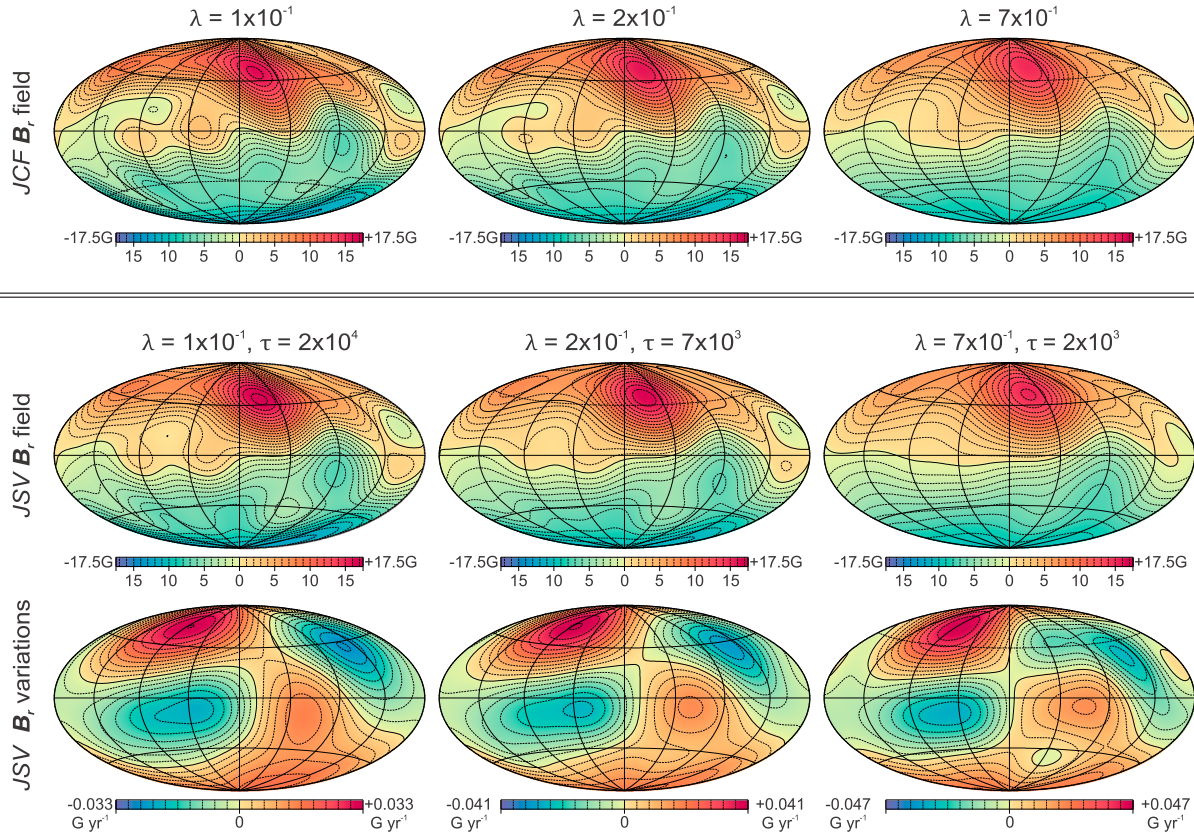 λ = 1x10⁻¹ λ = 2x10⁻¹ λ = 7x10⁻¹
JCF Bᵣ field
-17.5G +17.5G -17.5G +17.5G -17.5G +17.5G
15 10 5 0 5 10 15 15 10 5 0 5 10 15 15 10 5 0 5 10 15
λ = 1x10⁻¹, τ = 2x10⁴ λ = 2x10⁻¹, τ = 7x10³ λ = 7x10⁻¹, τ = 2x10³
JSV Bᵣ field
-17.5G +17.5G -17.5G +17.5G -17.5G +17.5G
15 10 5 0 5 10 15 15 10 5 0 5 10 15 15 10 5 0 5 10 15
JSV Bᵣ variations
-0.033 +0.033 -0.041 +0.041 -0.047 +0.047
G yr⁻¹ 0 G yr⁻¹ G yr⁻¹ 0 G yr⁻¹ G yr⁻¹ 0 G yr⁻¹